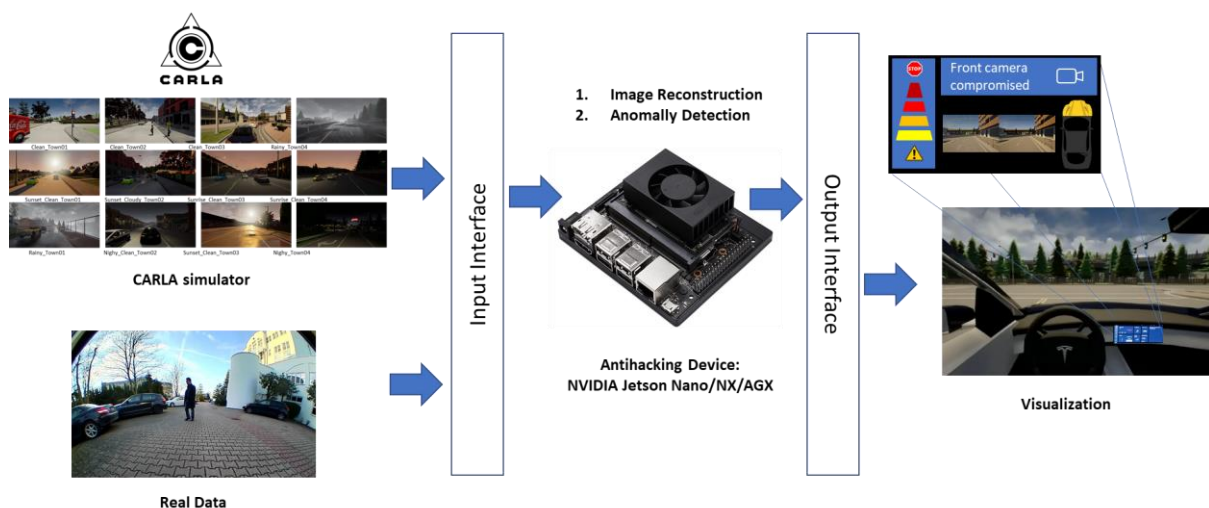 CARLA
Clean_Town01
Clean_Town02
Clean_Town03
Rainy_Town04
Sunset_Clean_Town01
Sunset_Cloudy_Town02
Sunrise_Clean_Town03
Sunrise_Clean_Town04
Rainy_Town01
Nighy_Clean_Town02
Sunset_Clean_Town03
Nighy_Town04
CARLA simulator
Real Data
Input Interface
1. Image Reconstruction
2. Anomally Detection
Antihacking Device:
NVIDIA Jetson Nano/NX/AGX
Output Interface
STOP
Front camera
compromised
Visualization